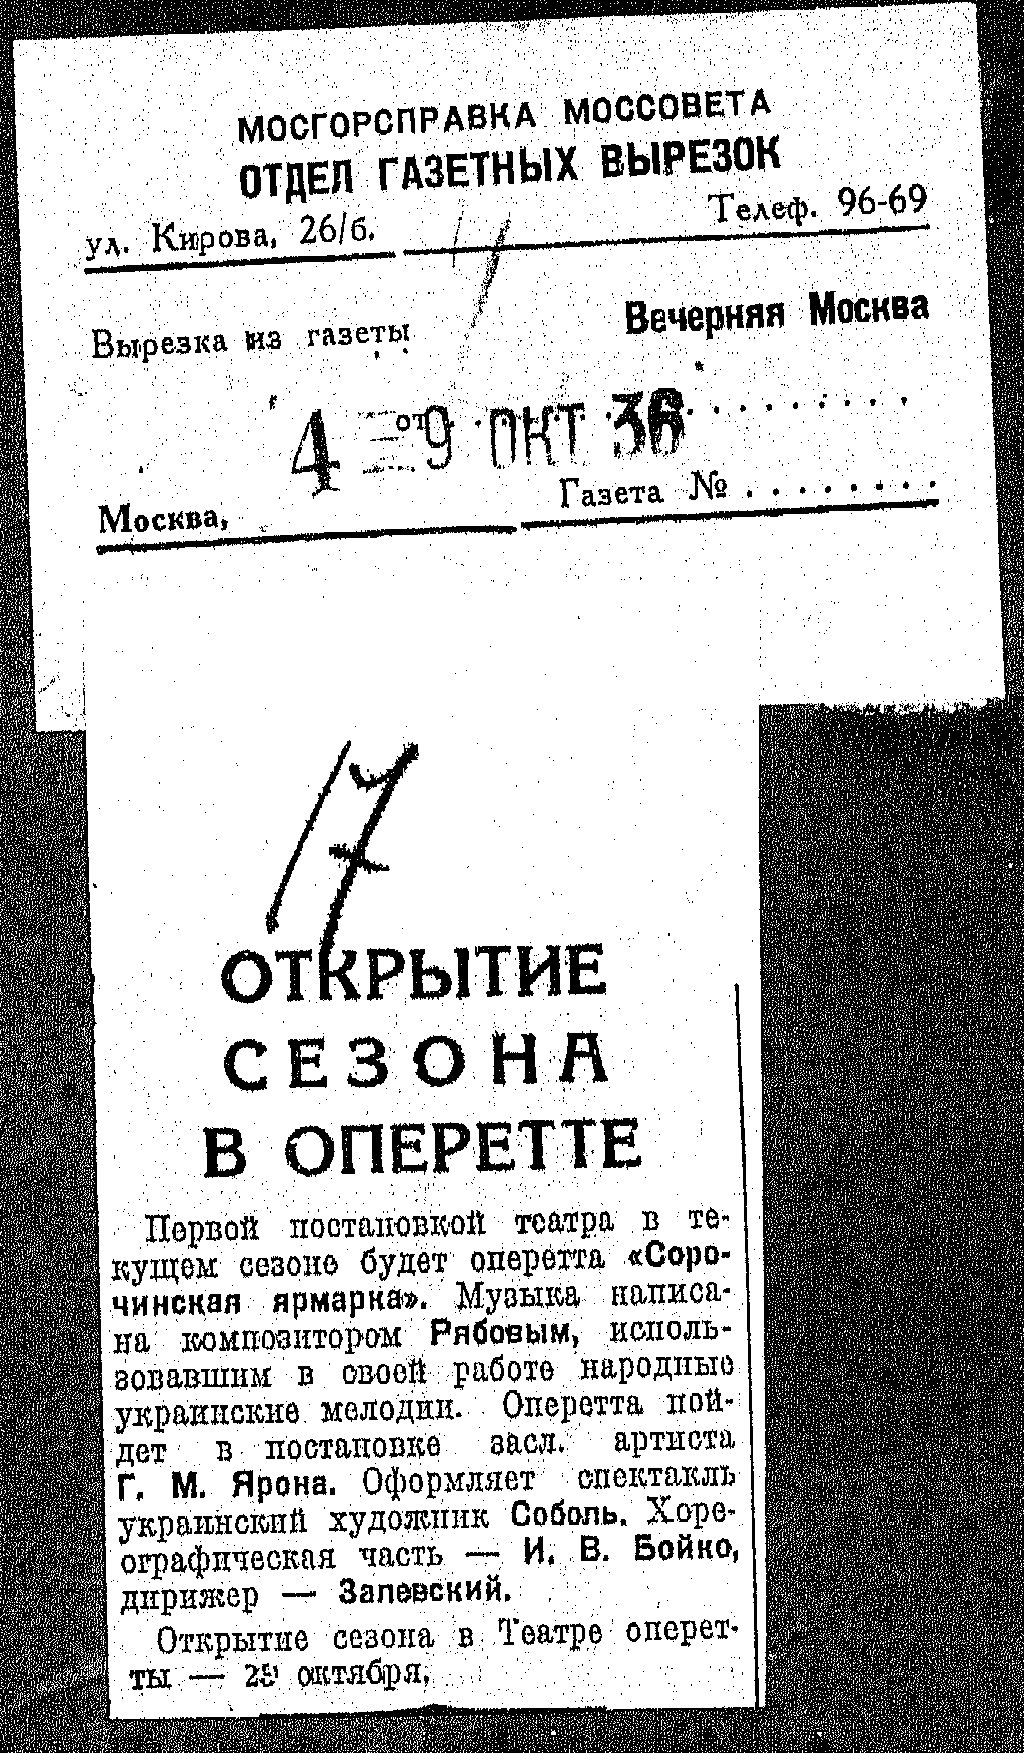 МОСГОРСПРАВКА МОССОВЕТА
ОТДЕЛ ГАЗЕТНЫХ ВЫРЕЗОК
ул. Кирова, 26/б. Телеф. 96-69
Вырезка из газеты Вечерняя Москва
4 от 9 ОКТ 36
Москва, Газета № . . . . . . . .
17
ОТКРЫТИЕ
СЕЗОНА
В ОПЕРЕТТЕ
Первой постановкой театра в те-
кущем сезоне будет оперетта «Соро-
чинская ярмарка». Музыка написа-
на композитором Рябовым, исполь-
зовавшим в своей работе народные
украинские мелодии. Оперетта пой-
дет в постановке засл. артиста
Г. М. Ярона. Оформляет спектакль
украинский художник Соболь. Хоре-
ографическая часть — И. В. Бойко,
дирижер — Залевский.
Открытие сезона в Театре оперет-
ты — октября.